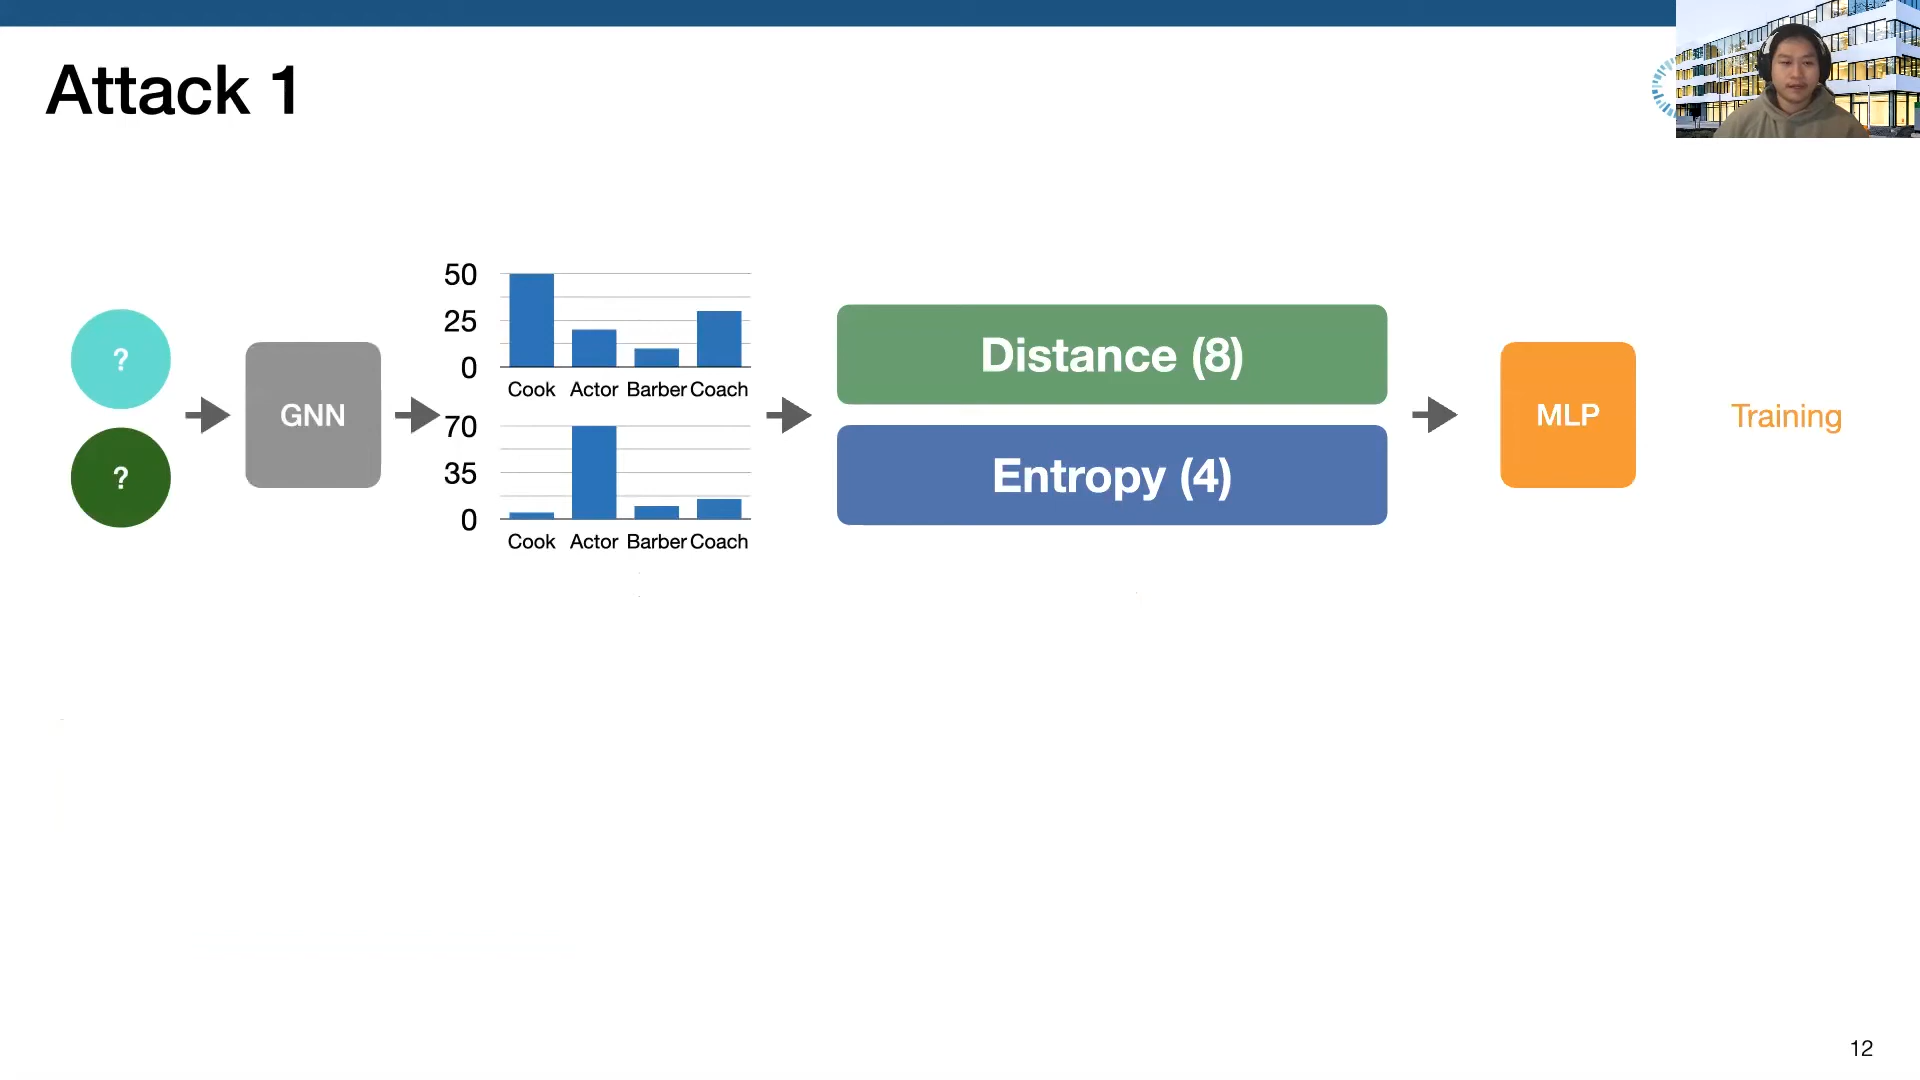 Attack 1
?
?
GNN
50
25
0
Cook Actor Barber Coach
70
35
0
Cook Actor Barber Coach
Distance (8)
Entropy (4)
MLP
Training
12